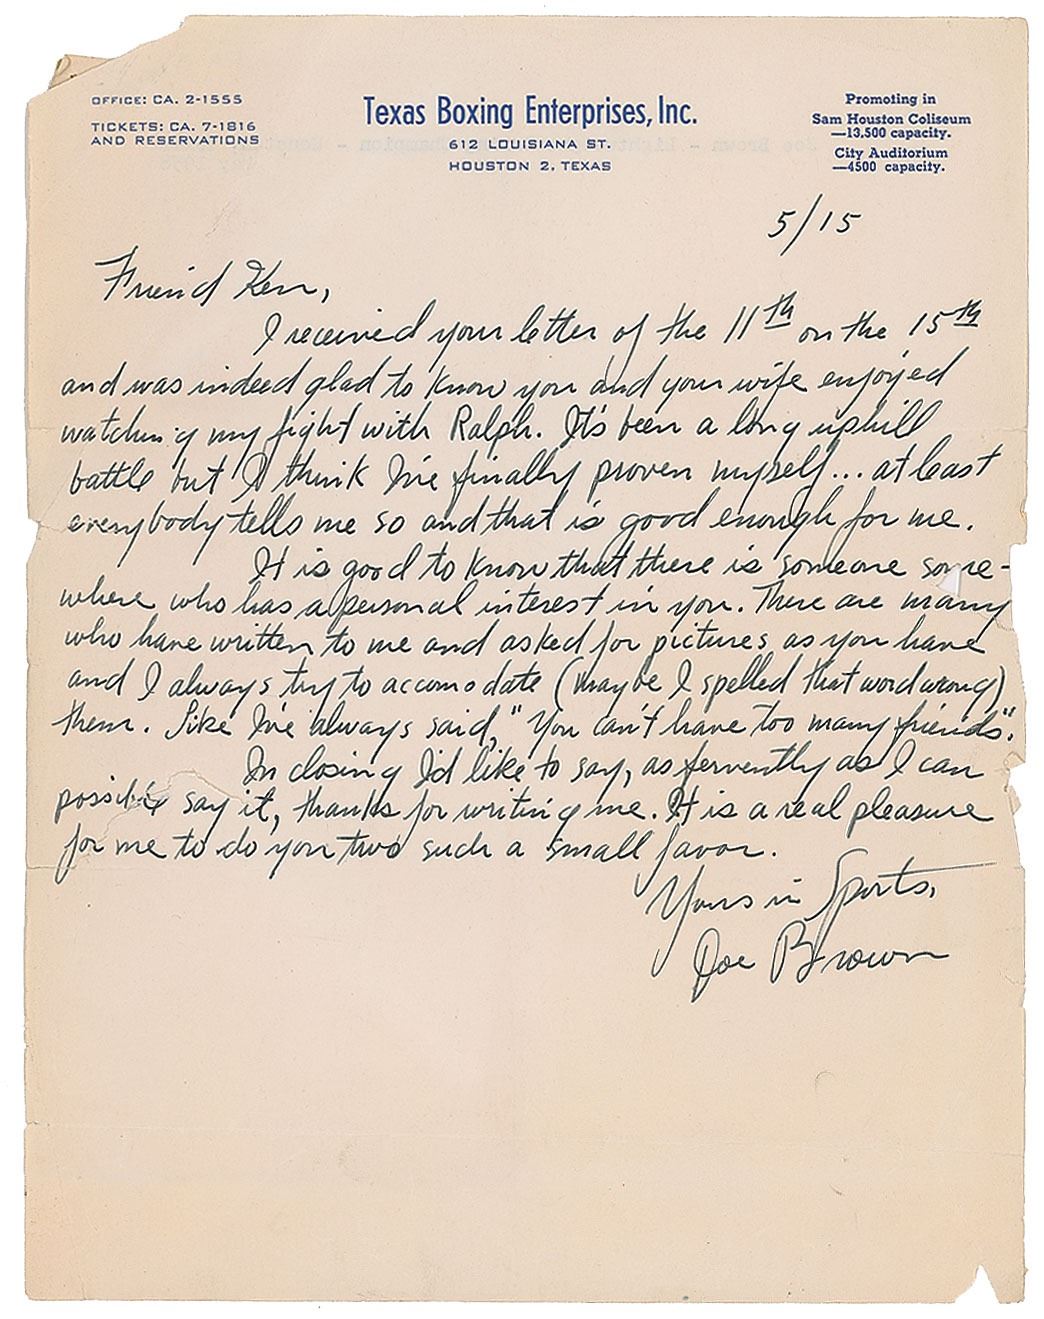 OFFICE: CA. 2-1555
TICKETS: CA. 7-1816
AND RESERVATIONS
Texas Boxing Enterprises, Inc.
612 LOUISIANA ST.
HOUSTON 2, TEXAS
Promoting in
Sam Houston Coliseum
—13,500 capacity.
City Auditorium
—4500 capacity.
5/15
Friend Ken,
I received your letter of the 11th on the 15th
and was indeed glad to know you and your wife enjoyed
watching my fight with Ralph. It's been a long uphill
battle but I think I've finally proven myself... at least
everybody tells me so and that is good enough for me.
It is good to know that there is someone some-
where who has a personal interest in you. There are many
who have written to me and asked for pictures as you have
and I always try to accomodate (maybe I spelled that word wrong)
them. Like I've always said, "You can't have too many friends".
In closing I'd like to say, as fervently as I can
possible say it, thanks for writing me. It is a real pleasure
for me to do you two such a small favor.
Yours in Sports,
Joe Brown